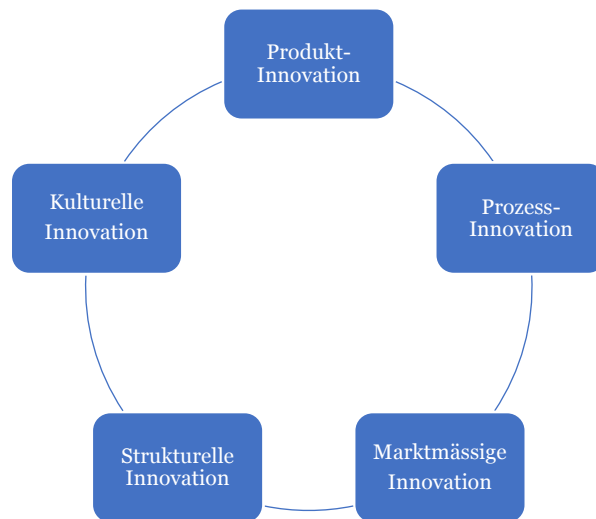 Produkt-
Innovation
Prozess-
Innovation
Marktmässige
Innovation
Strukturelle
Innovation
Kulturelle
Innovation